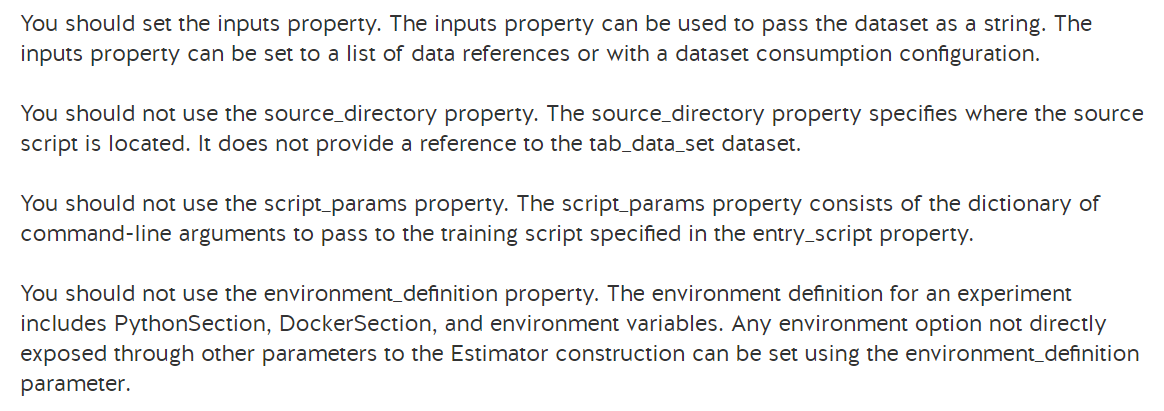 You should set the inputs property. The inputs property can be used to pass the dataset as a string. The
inputs property can be set to a list of data references or with a dataset consumption configuration.
You should not use the source_directory property. The source_directory property specifies where the source
script is located. It does not provide a reference to the tab_data_set dataset.
You should not use the script_params property. The script_params property consists of the dictionary of
command-line arguments to pass to the training script specified in the entry_script property.
You should not use the environment_definition property. The environment definition for an experiment
includes PythonSection, DockerSection, and environment variables. Any environment option not directly
exposed through other parameters to the Estimator construction can be set using the environment_definition
parameter.